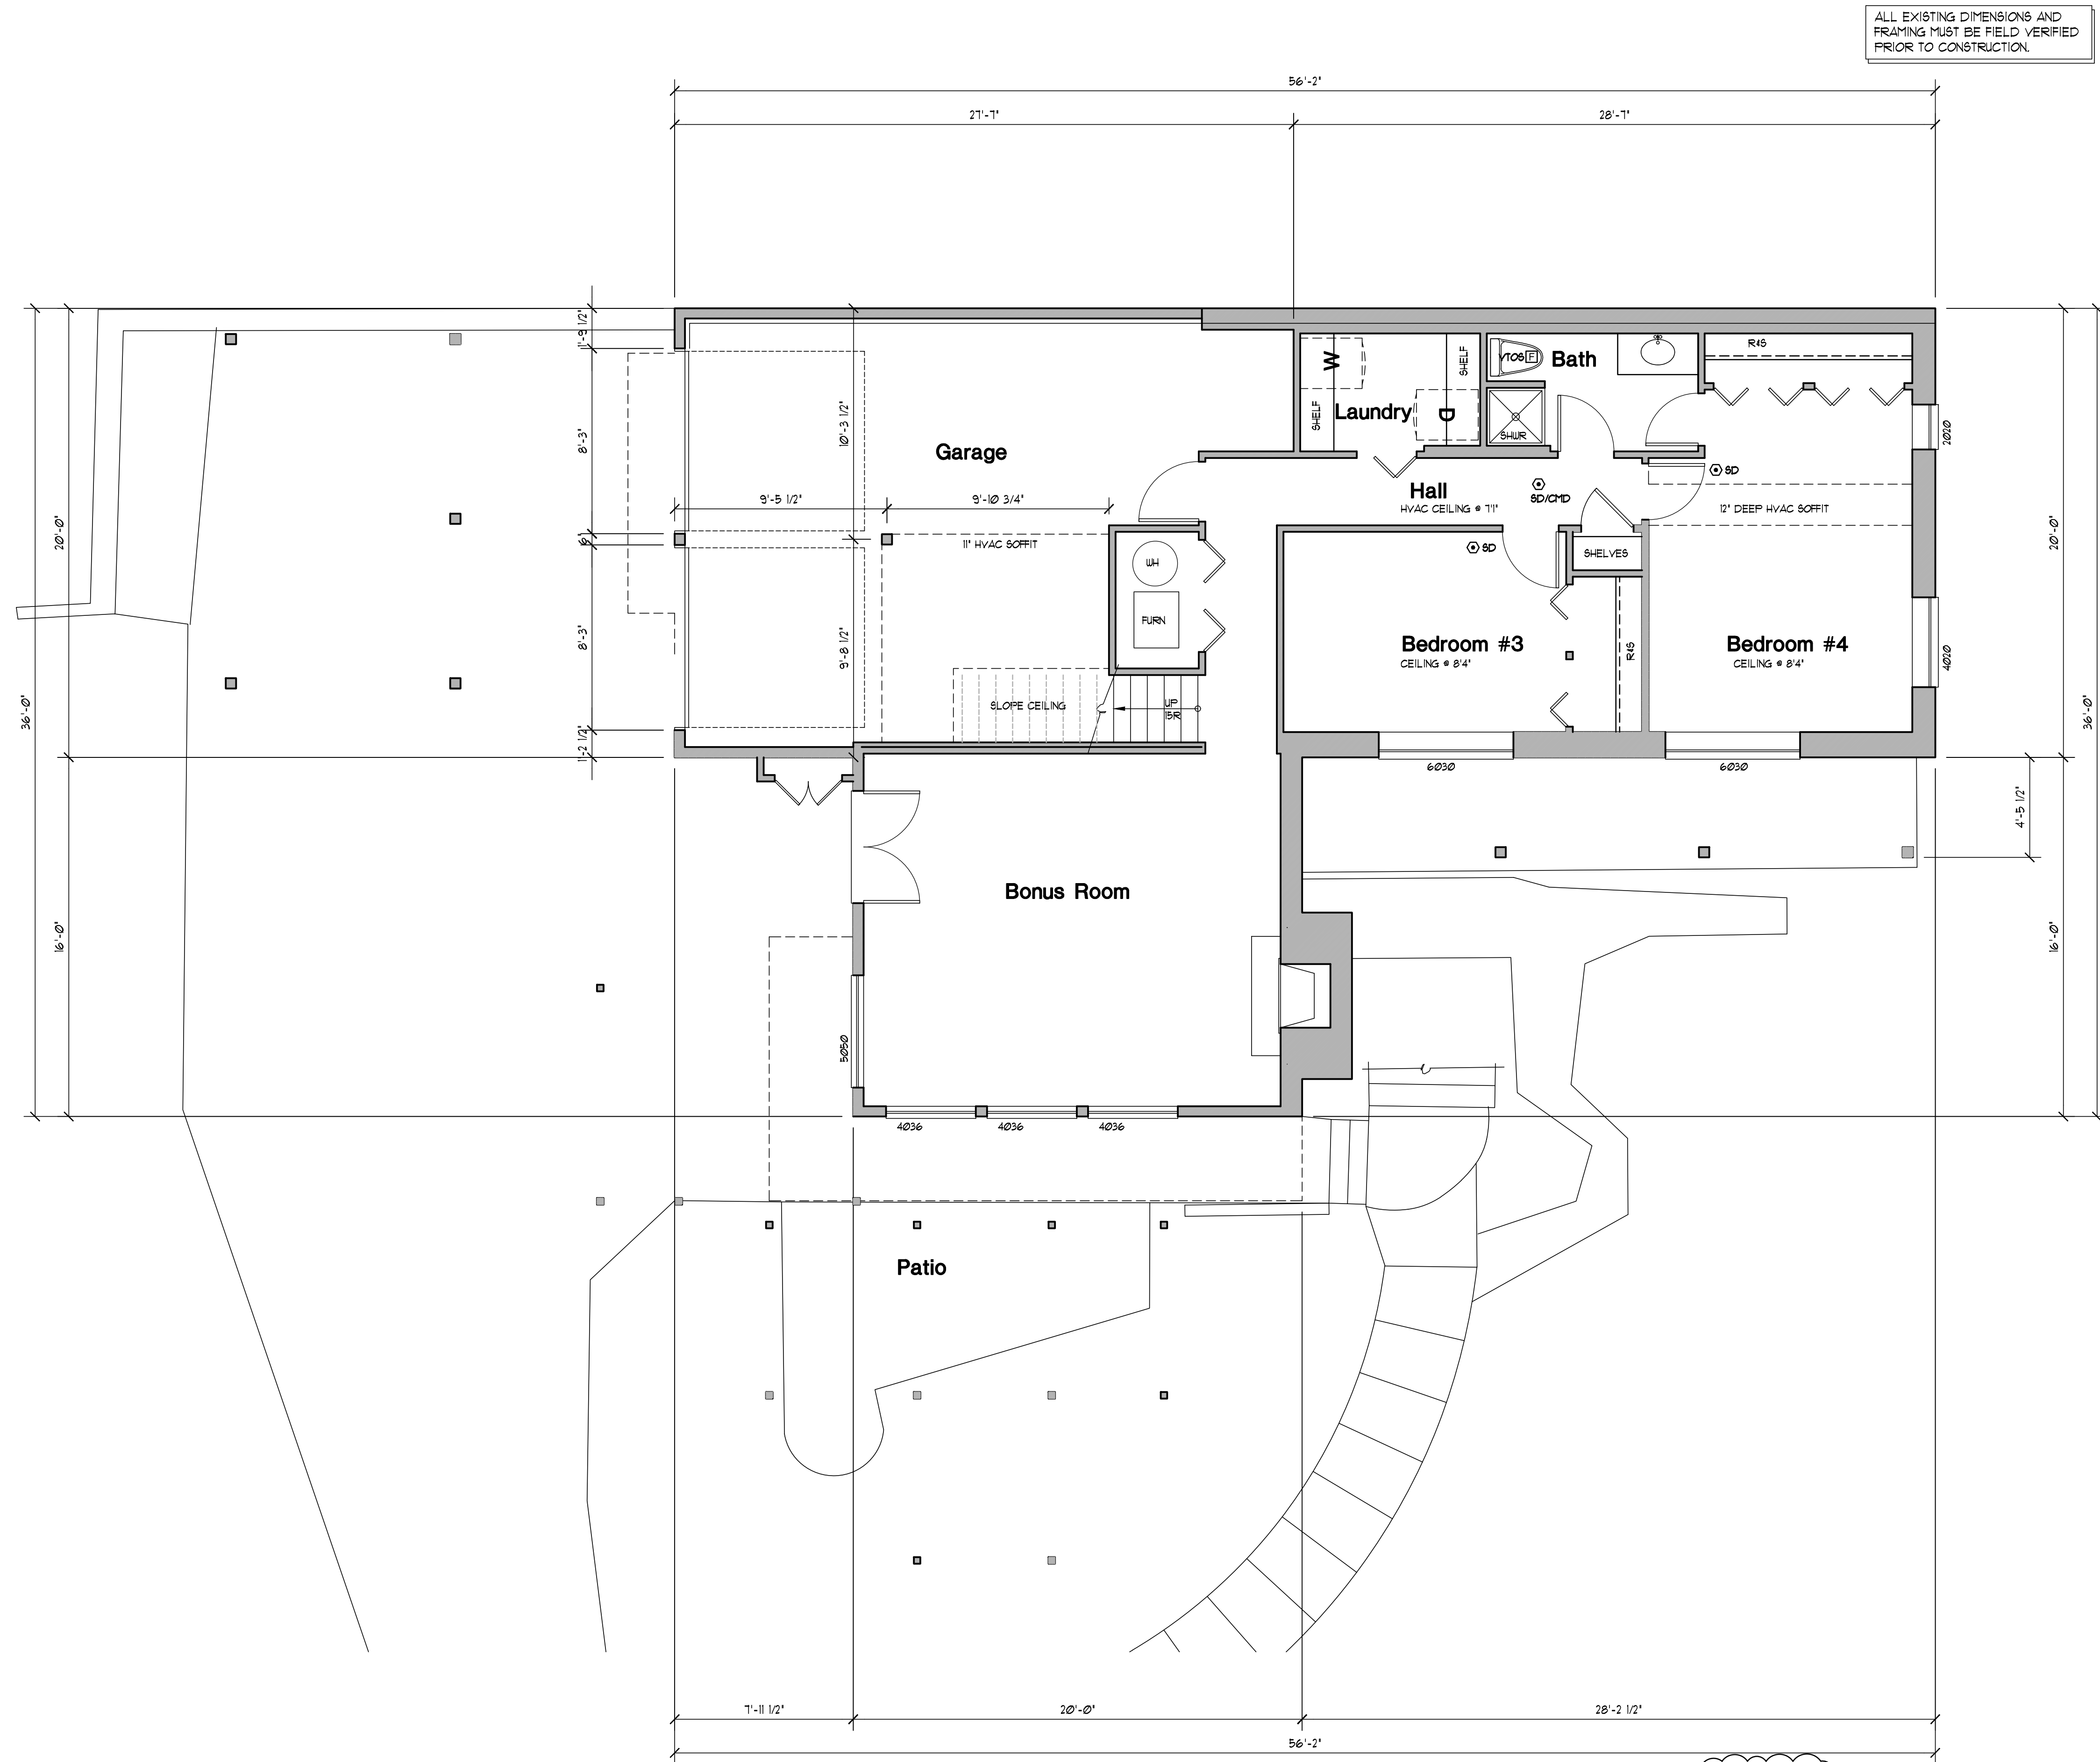 ALL EXISTING DIMENSIONS AND
FRAMING MUST BE FIELD VERIFIED
PRIOR TO CONSTRUCTION.
56'-2"
27'-7"
28'-7"
1'-9 1/2"
8'-3"
6"
8'-3"
1'-2 1/2"
20'-0"
36'-0"
16'-0"
10'-3 1/2"
9'-8 1/2"
9'-5 1/2"
9'-10 3/4"
Garage
11" HVAC SOFFIT
SLOPE CEILING
UP
15R
WH
FURN
W
SHELF
SHELF
Laundry
D
VTOS F
Bath
SHWR
R&S
Hall
HVAC CEILING @ 7'1"
SD/CMD
SD
SD
12" DEEP HVAC SOFFIT
SHELVES
R&S
Bedroom #3
CEILING @ 8'4"
Bedroom #4
CEILING @ 8'4"
2020
4020
6030
6030
20'-0"
36'-0"
4'-5 1/2"
16'-0"
Bonus Room
5050
4036
4036
4036
Patio
7'-11 1/2"
20'-0"
28'-2 1/2"
56'-2"